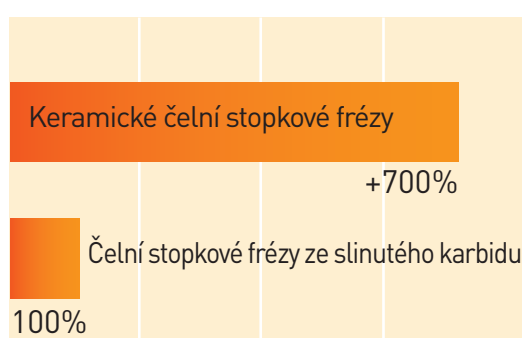 Keramické čelní stopkové frézy
+700%
Čelní stopkové frézy ze slinutého karbidu
100%